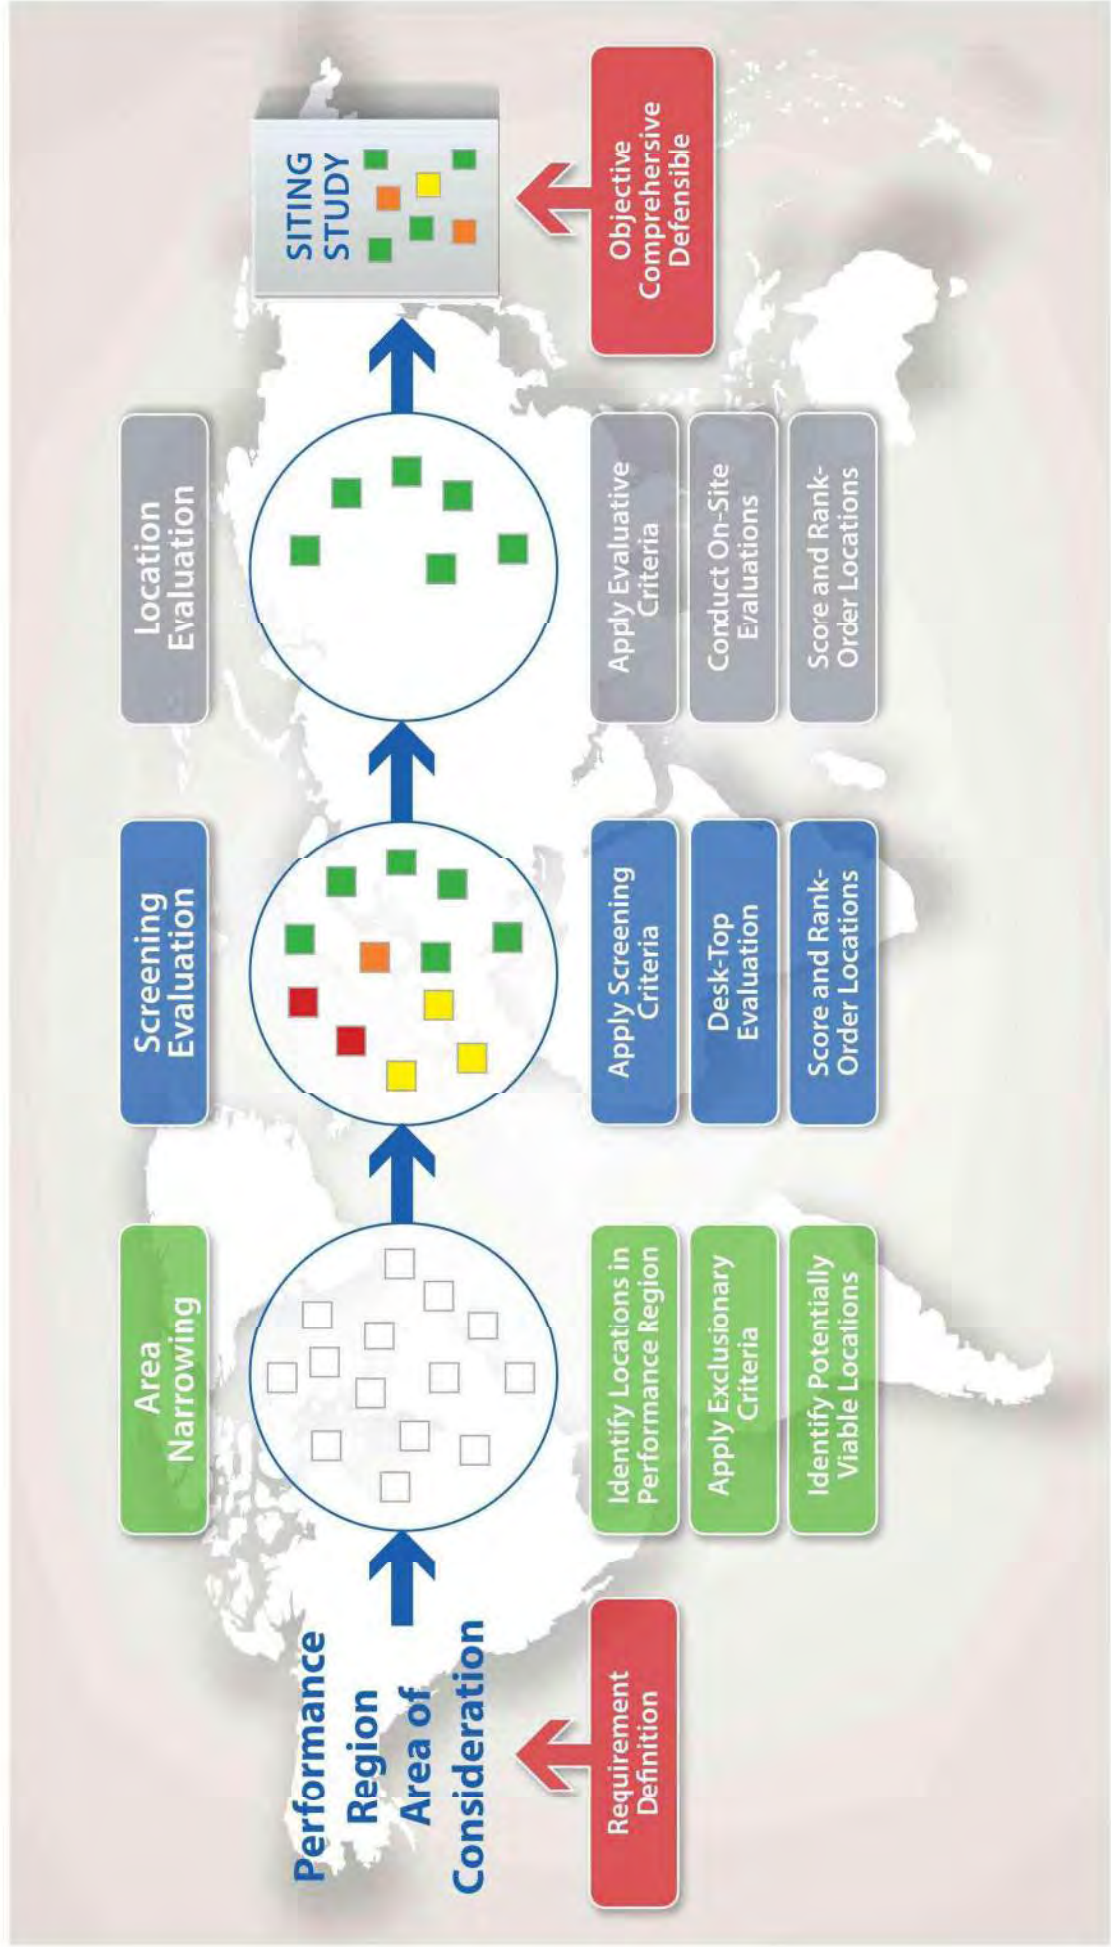 Performance
Region
Area of
Consideration
Requirement
Definition
Area
Narrowing
Identify Locations in
Performance Region
Apply Exclusionary
Criteria
Identify Potentially
Viable Locations
Screening
Evaluation
Apply Screening
Criteria
Desk-Top
Evaluation
Score and Rank-
Order Locations
Location
Evaluation
Apply Evaluative
Criteria
Conduct On-Site
Evaluations
Score and Rank-
Order Locations
SITING
STUDY
Objective
Comprehersive
Defensible